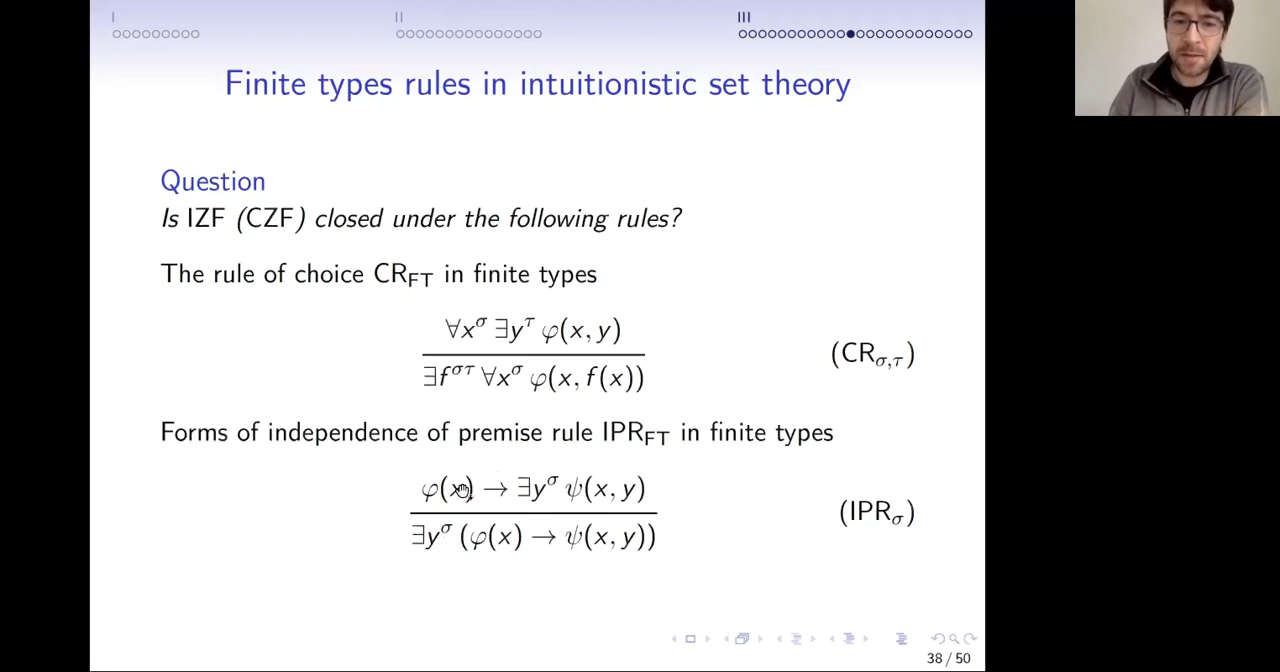 I II III
Finite types rules in intuitionistic set theory
Question
Is IZF (CZF) closed under the following rules?
The rule of choice CR_FT in finite types
∀x^σ ∃y^τ φ(x, y)
∃f^στ ∀x^σ φ(x, f(x))
(CR_σ,τ)
Forms of independence of premise rule IPR_FT in finite types
φ(x) → ∃y^σ ψ(x, y)
∃y^σ (φ(x) → ψ(x, y))
(IPR_σ)
38 / 50